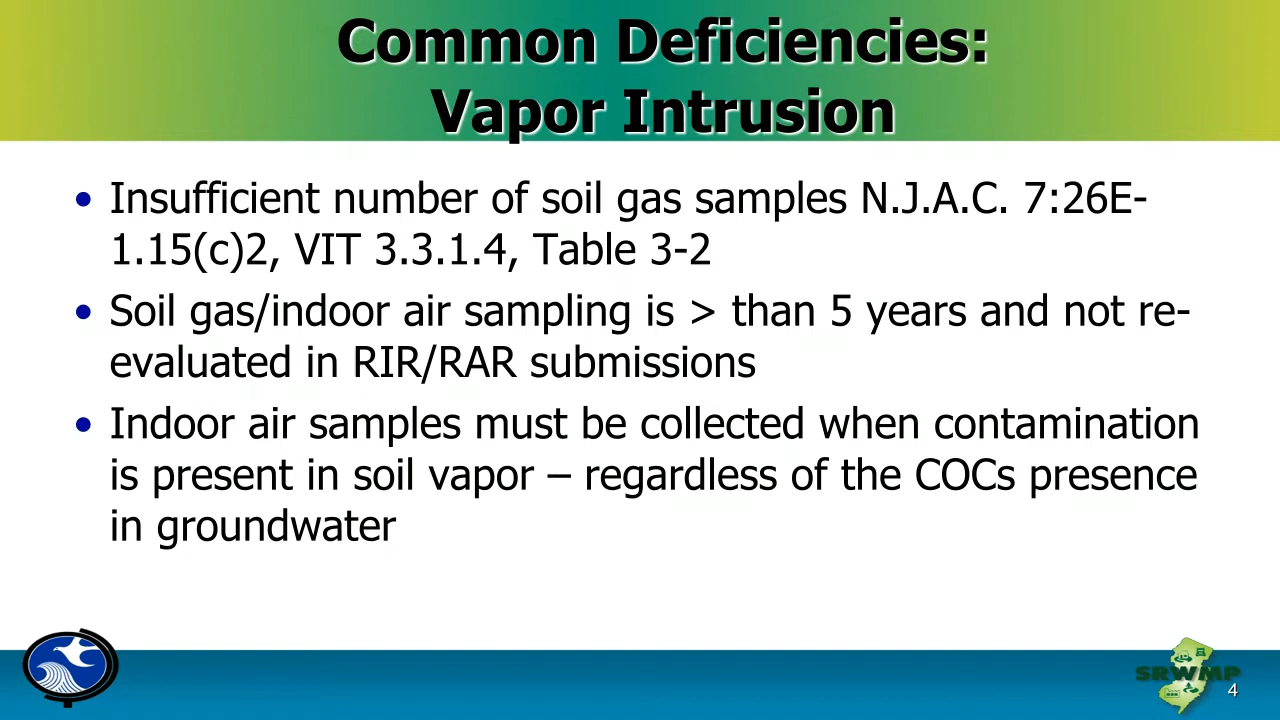 Common Deficiencies:
Vapor Intrusion
• Insufficient number of soil gas samples N.J.A.C. 7:26E-
1.15(c)2, VIT 3.3.1.4, Table 3-2
• Soil gas/indoor air sampling is > than 5 years and not re-
evaluated in RIR/RAR submissions
• Indoor air samples must be collected when contamination
is present in soil vapor – regardless of the COCs presence
in groundwater
SRWMP
4